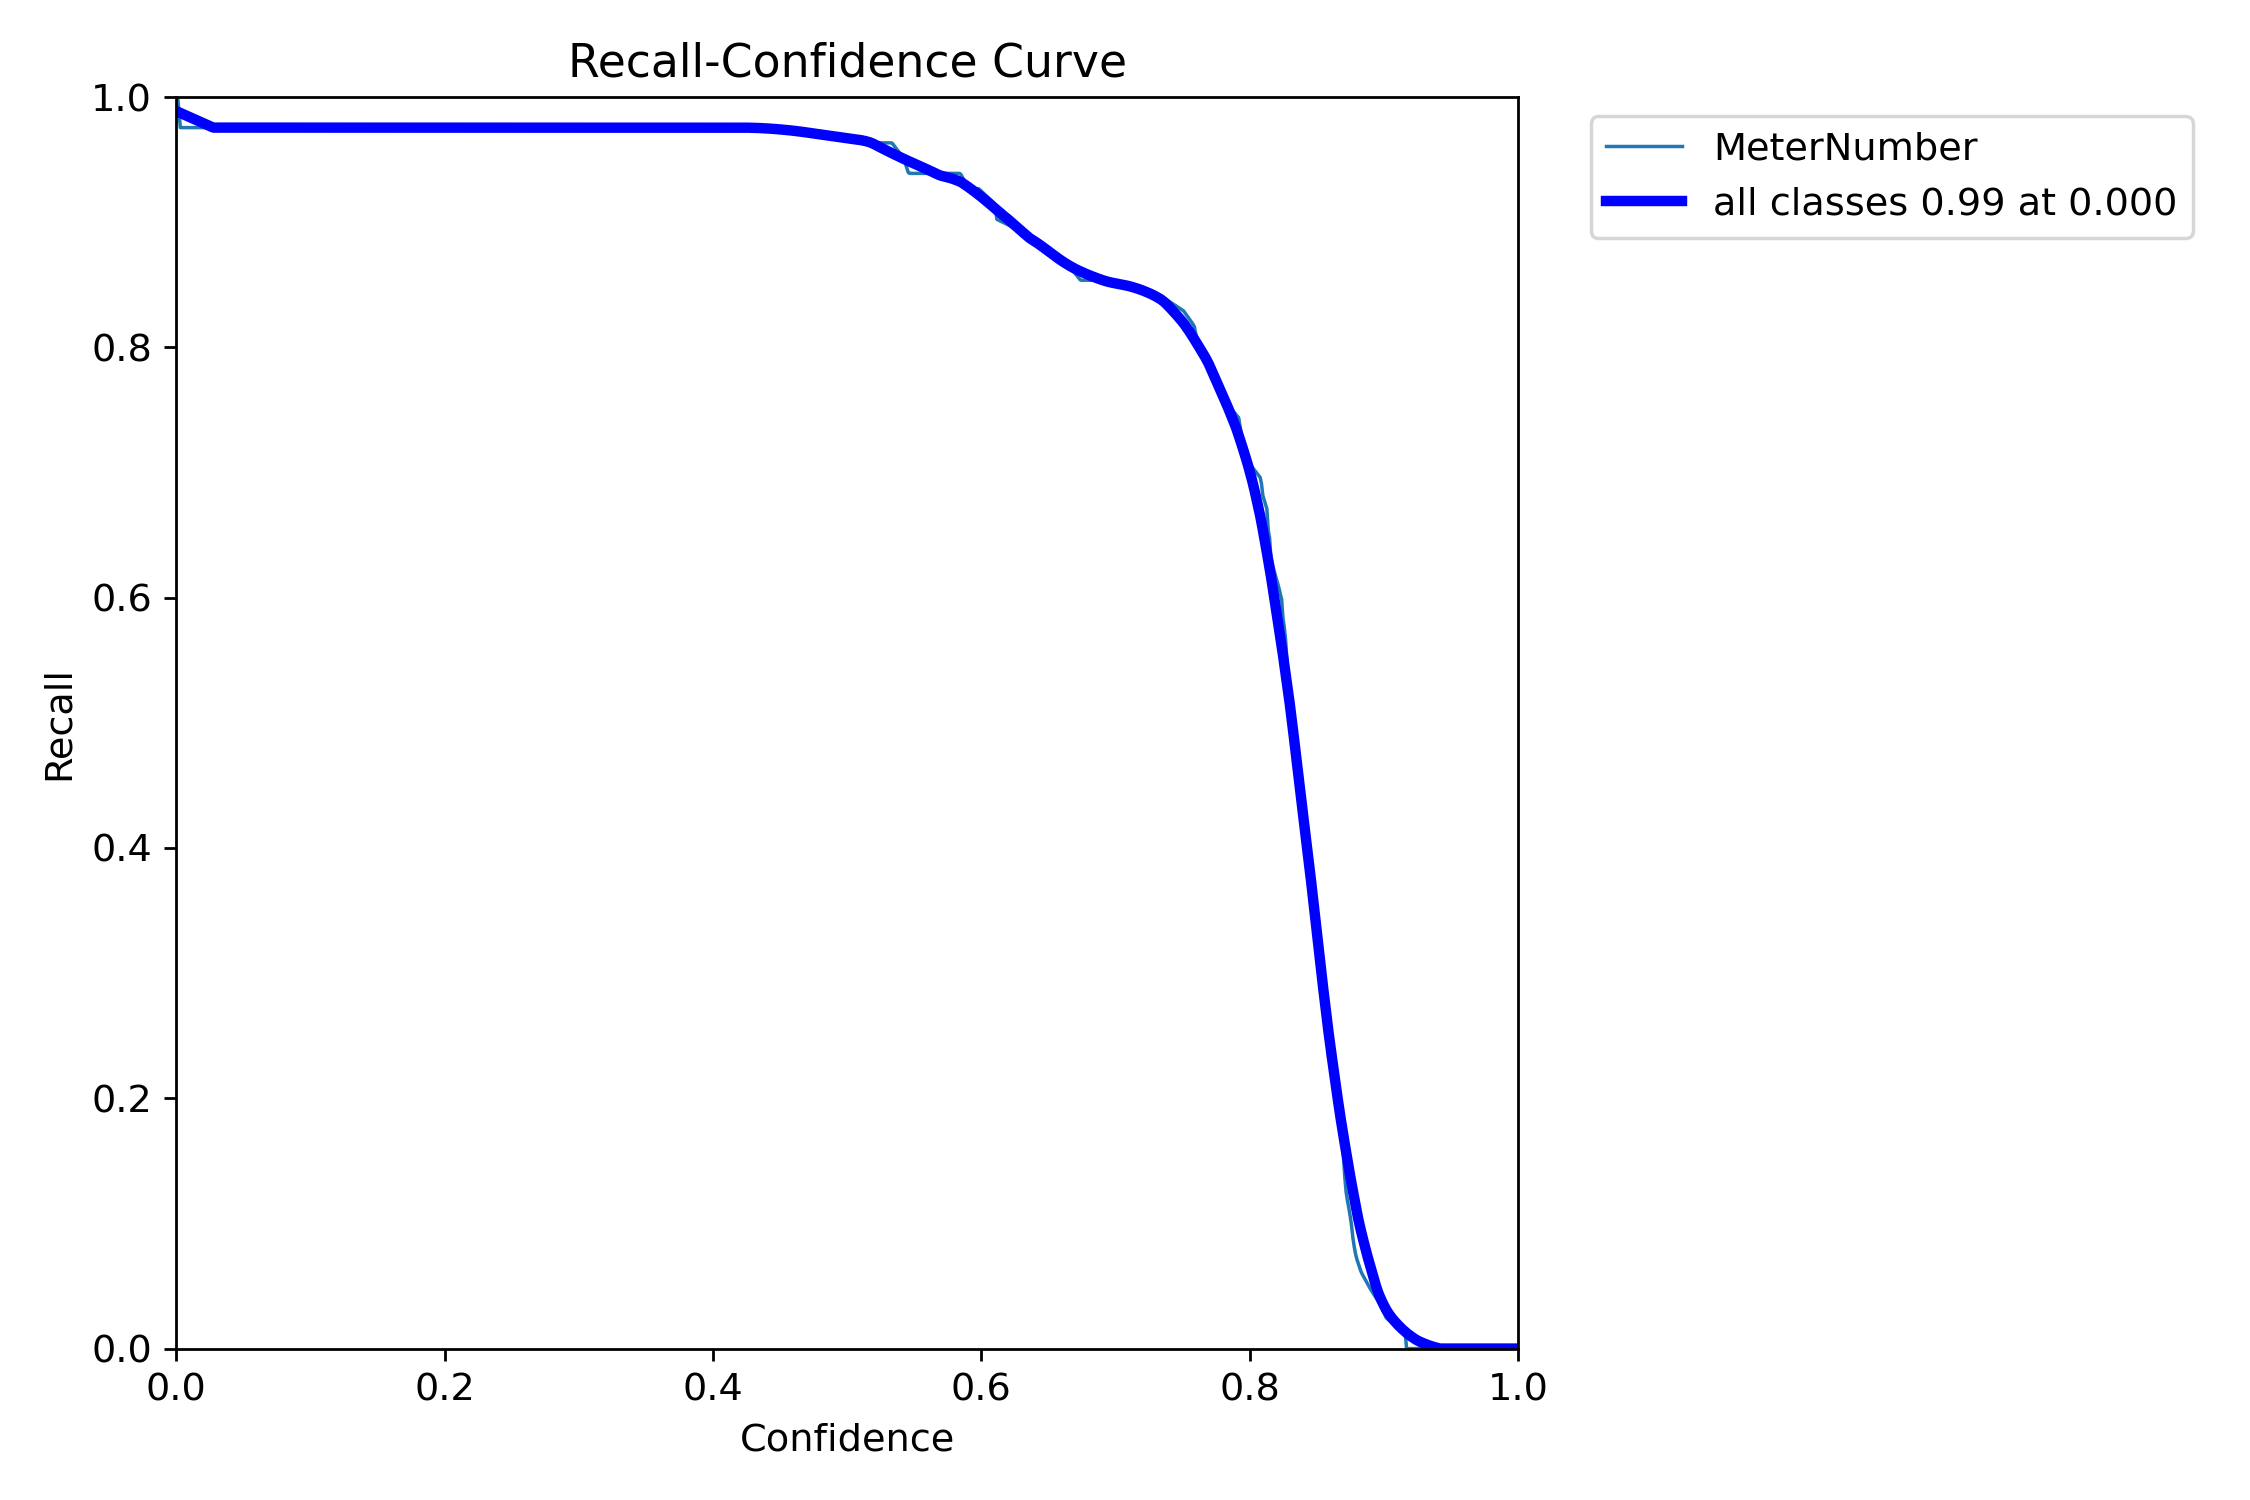 Recall-Confidence Curve
1.0
0.8
0.6
0.4
0.2
0.0
Recall
0.0 0.2 0.4 0.6 0.8 1.0
Confidence
MeterNumber
all classes 0.99 at 0.000